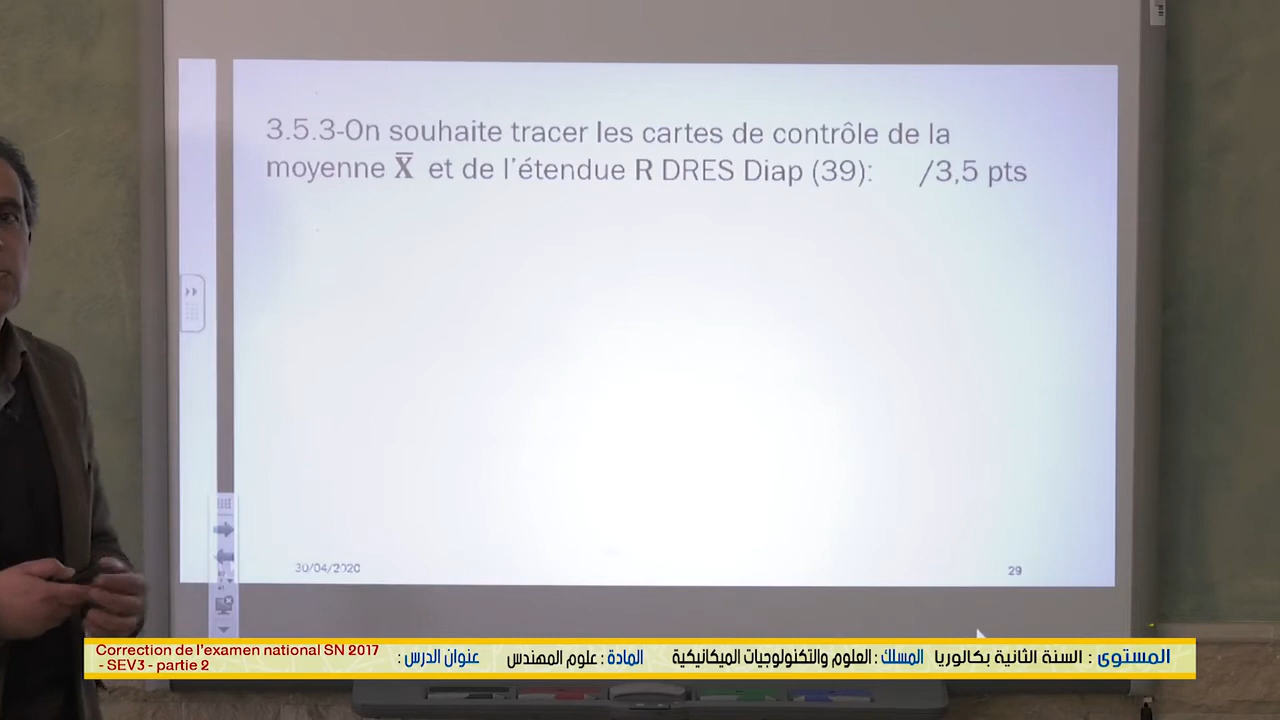 3.5.3-On souhaite tracer les cartes de contrôle de la
moyenne X̅ et de l'étendue R DRES Diap (39): /3,5 pts
30/04/2020
29
المستوى : السنة الثانية بكالوريا المسلك : العلوم والتكنولوجيات الميكانيكية المادة : علوم المهندس عنوان الدرس :
Correction de l'examen national SN 2017
- SEV3 - partie 2